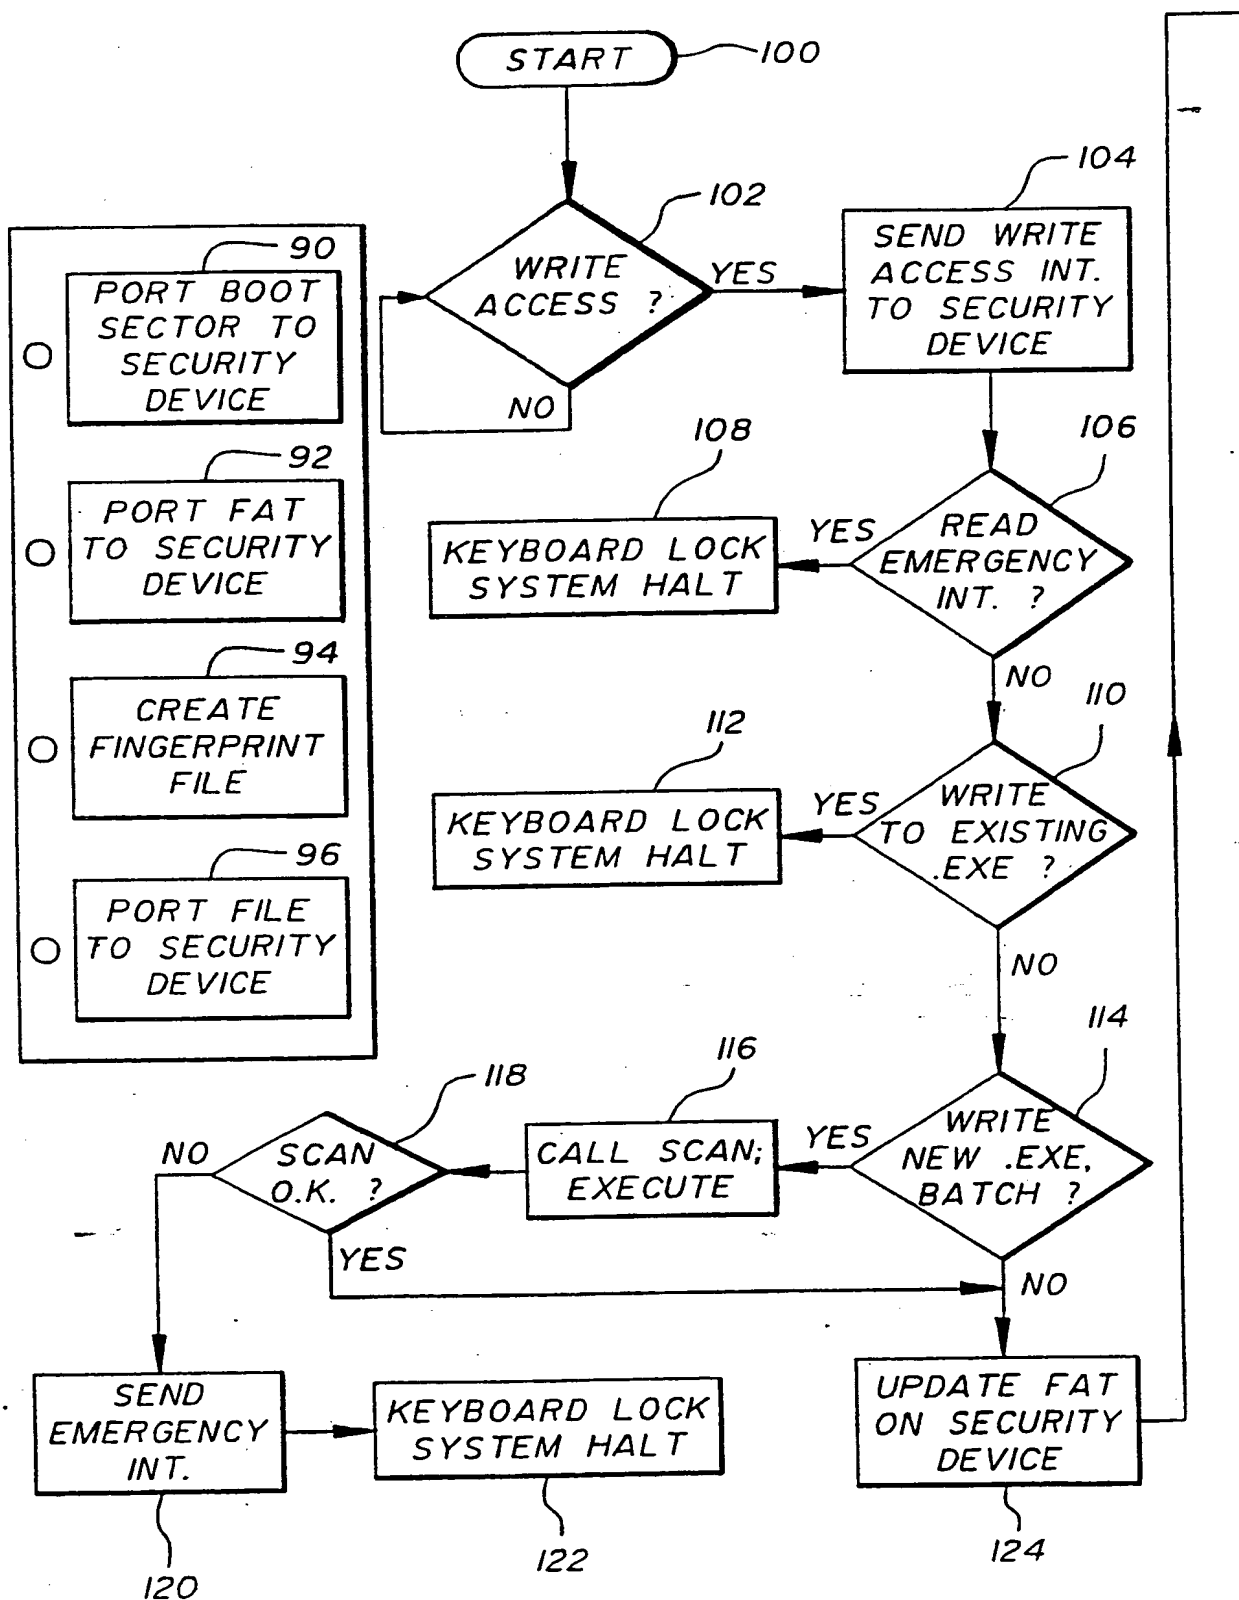 START
100
102
WRITE
ACCESS ?
YES
NO
104
SEND WRITE
ACCESS INT.
TO SECURITY
DEVICE
90
PORT BOOT
SECTOR TO
SECURITY
DEVICE
92
PORT FAT
TO SECURITY
DEVICE
94
CREATE
FINGERPRINT
FILE
96
PORT FILE
TO SECURITY
DEVICE
106
READ
EMERGENCY
INT. ?
YES
NO
108
KEYBOARD LOCK
SYSTEM HALT
110
WRITE
TO EXISTING
.EXE ?
YES
NO
112
KEYBOARD LOCK
SYSTEM HALT
114
WRITE
NEW .EXE,
BATCH ?
YES
NO
116
CALL SCAN;
EXECUTE
118
SCAN
O.K. ?
NO
YES
SEND
EMERGENCY
INT.
120
KEYBOARD LOCK
SYSTEM HALT
122
UPDATE FAT
ON SECURITY
DEVICE
124